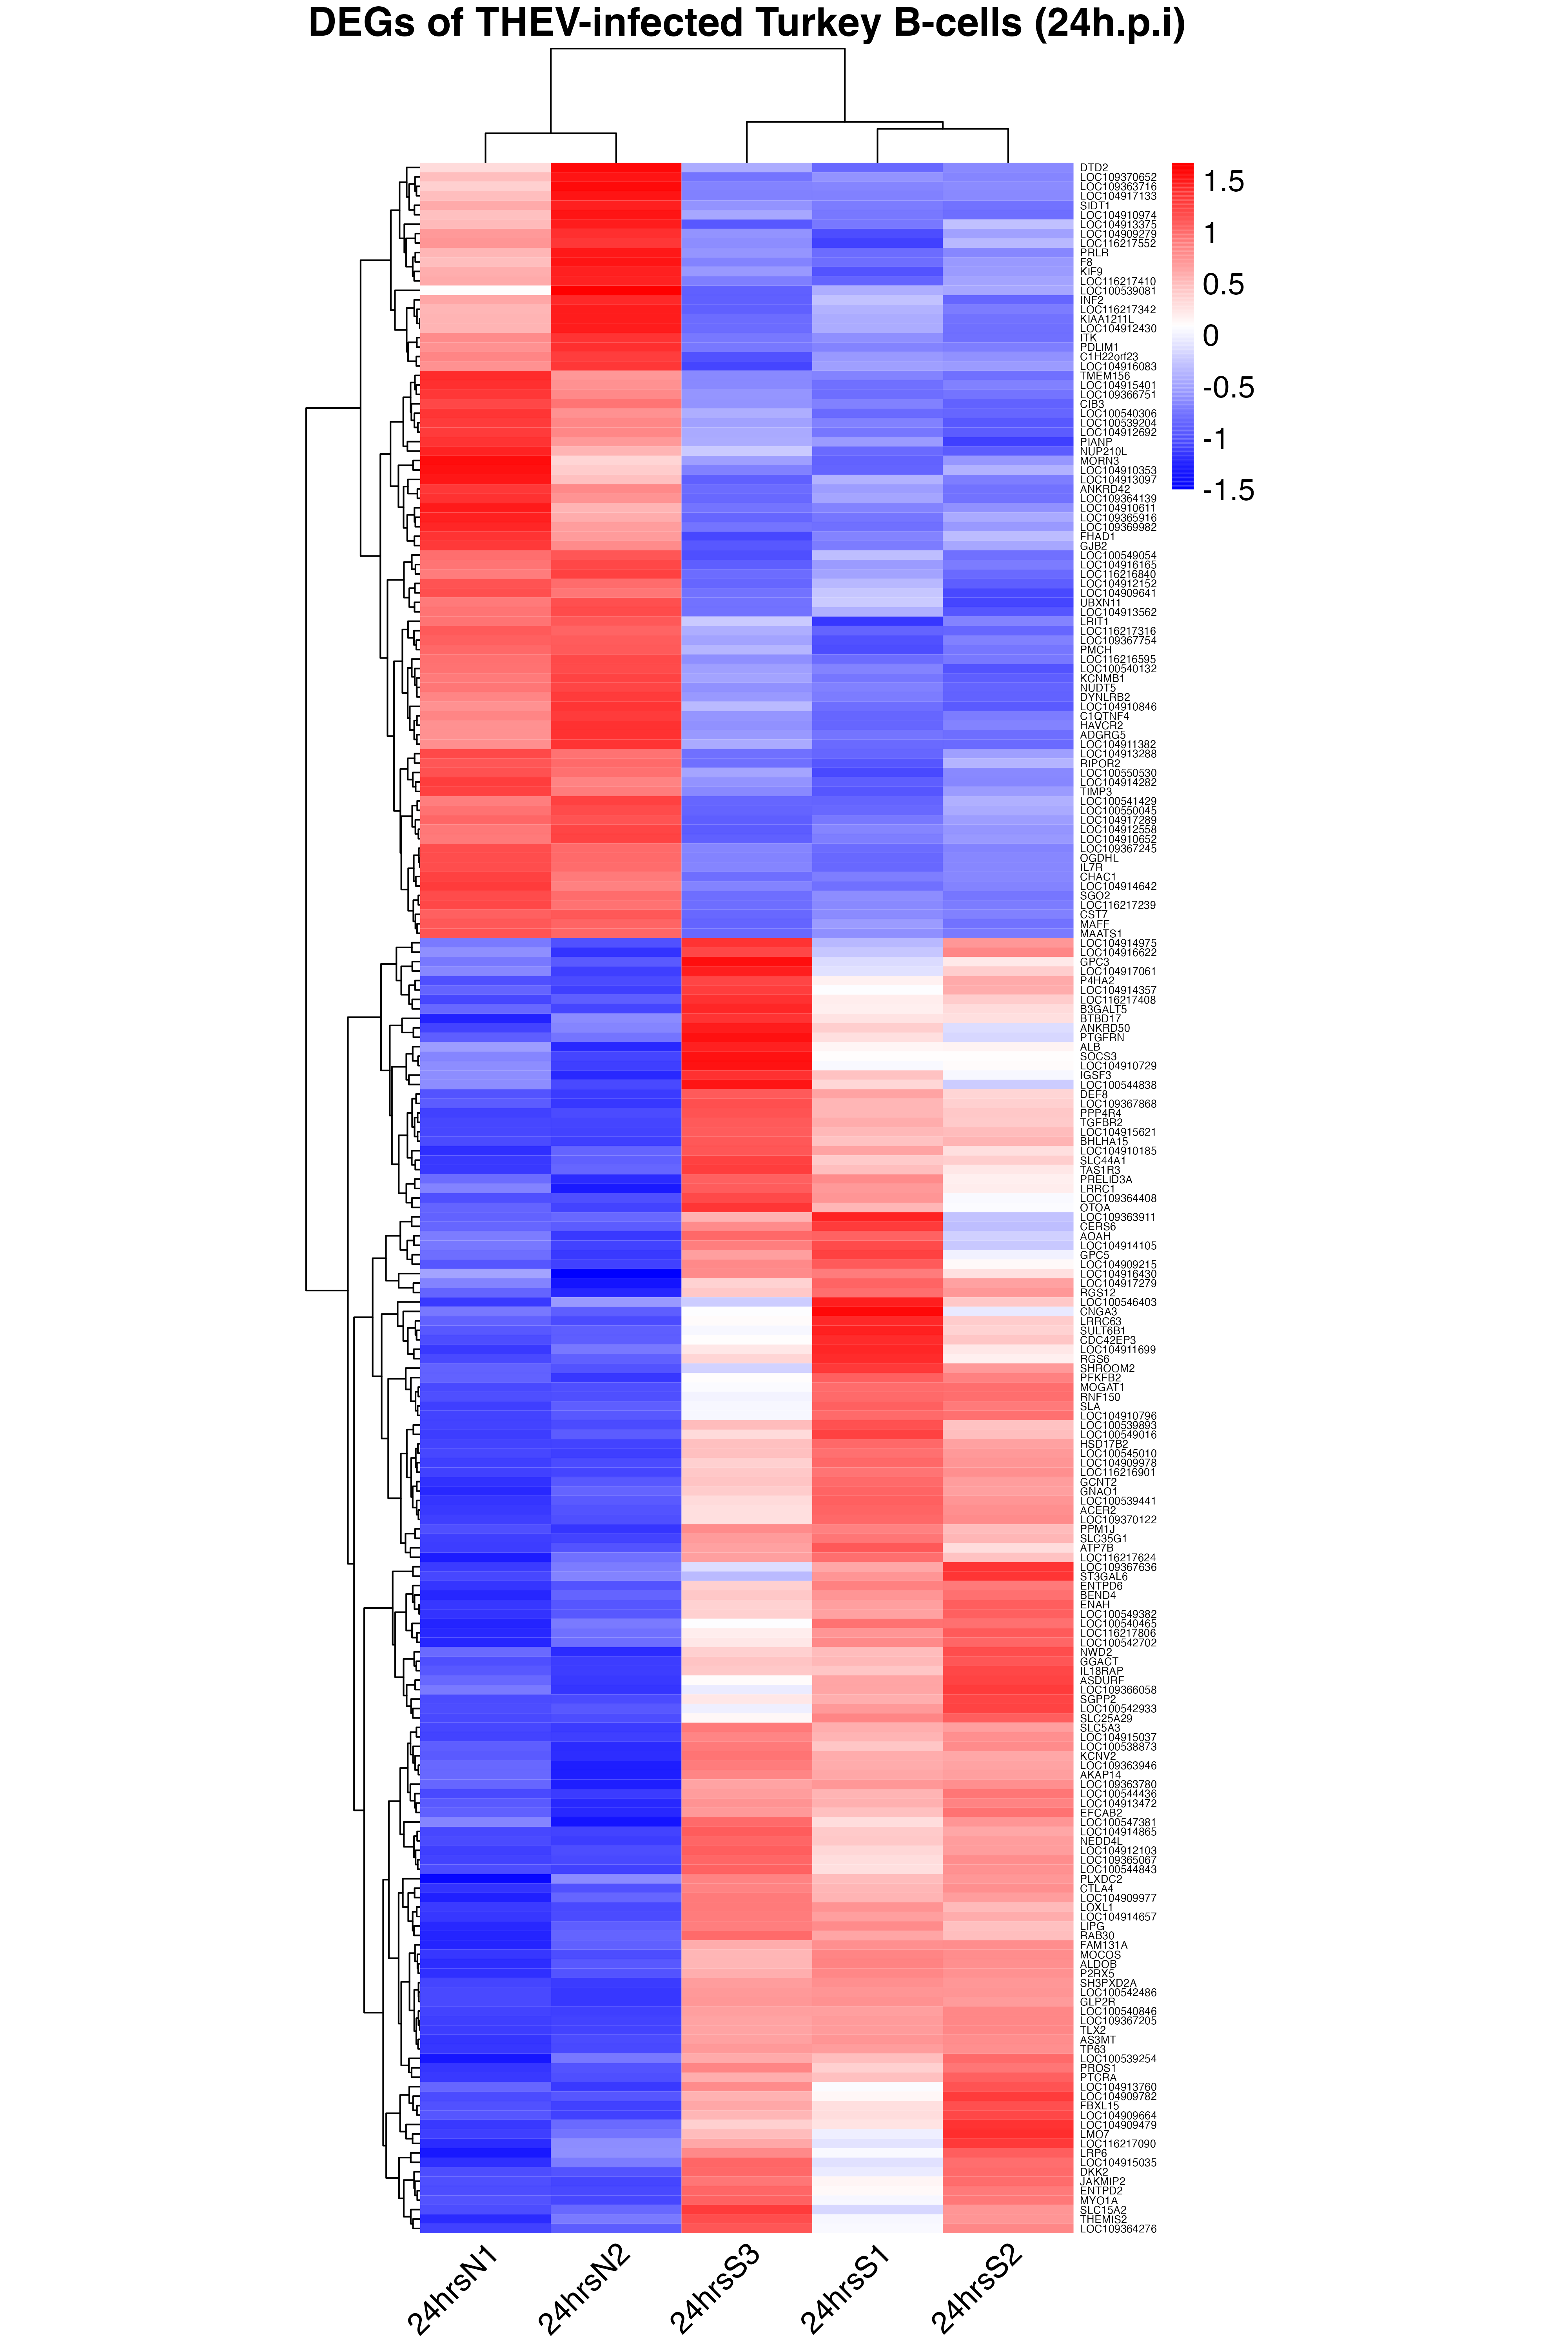 DEGs of THEV-infected Turkey B-cells (24h.p.i)
DTD2
LOC109370652
LOC109363716
LOC104917133
SIDT1
LOC104910974
LOC104913375
LOC104909279
LOC116217552
PRLR
F8
KIF9
LOC116217410
LOC100539081
INF2
LOC116217342
KIAA1211L
LOC104912430
ITK
PDLIM1
C1H22orf23
LOC104916083
TMEM156
LOC104915401
LOC109366751
CIB3
LOC100540306
LOC100539204
LOC104912692
PIANP
NUP210L
MORN3
LOC104910353
LOC104913097
ANKRD42
LOC109364139
LOC104910611
LOC109365916
LOC109369982
FHAD1
GJB2
LOC100549054
LOC104916165
LOC116216840
LOC104912152
LOC104909641
UBXN11
LOC104913562
LRIT1
LOC116217316
LOC109367754
PMCH
LOC116216595
LOC100540132
KCNMB1
NUDT5
DYNLRB2
LOC104910846
C1QTNF4
HAVCR2
ADGRG5
LOC104911382
LOC104913288
RIPOR2
LOC100550530
LOC104914282
TIMP3
LOC100541429
LOC100550045
LOC104917289
LOC104912558
LOC104910652
LOC109367245
OGDHL
IL7R
CHAC1
LOC104914642
SGO2
LOC116217239
CST7
MAFF
MAATS1
LOC104914975
LOC104916622
GPC3
LOC104917061
P4HA2
LOC104914357
LOC116217408
B3GALT5
BTBD17
ANKRD50
PTGFRN
ALB
SOCS3
LOC104910729
IGSF3
LOC100544838
DEF8
LOC109367868
PPP4R4
TGFBR2
LOC104915621
BHLHA15
LOC104910185
SLC44A1
TAS1R3
PRELID3A
LRRC1
LOC109364408
OTOA
LOC109363911
CERS6
AOAH
LOC104914105
GPC5
LOC104909215
LOC104916430
LOC104917279
RGS12
LOC100546403
CNGA3
LRRC63
SULT6B1
CDC42EP3
LOC104911699
RGS6
SHROOM2
PFKFB2
MOGAT1
RNF150
SLA
LOC104910796
LOC100539893
LOC100549016
HSD17B2
LOC100545010
LOC104909978
LOC116216901
GCNT2
GNAO1
LOC100539441
ACER2
LOC109370122
PPM1J
SLC35G1
ATP7B
LOC116217624
LOC109367636
ST3GAL6
ENTPD6
BEND4
ENAH
LOC100549382
LOC100540465
LOC116217806
LOC100542702
NWD2
GGACT
IL18RAP
ASDURF
LOC109366058
SGPP2
LOC100542933
SLC25A29
SLC5A3
LOC104915037
LOC100538873
KCNV2
LOC109363946
AKAP14
LOC109363780
LOC100544436
LOC104913472
EFCAB2
LOC100547381
LOC104914865
NEDD4L
LOC104912103
LOC109365067
LOC100544843
PLXDC2
CTLA4
LOC104909977
LOXL1
LOC104914657
LIPG
RAB30
FAM131A
MOCOS
ALDOB
P2RX5
SH3PXD2A
LOC100542486
GLP2R
LOC100540846
LOC109367205
TLX2
AS3MT
TP63
LOC100539254
PROS1
PTCRA
LOC104913760
LOC104909782
FBXL15
LOC104909664
LOC104909479
LMO7
LOC116217090
LRP6
LOC104915035
DKK2
JAKMIP2
ENTPD2
MYO1A
SLC15A2
THEMIS2
LOC109364276
1.5
1
0.5
0
-0.5
-1
-1.5
24hrsN1
24hrsN2
24hrsS3
24hrsS1
24hrsS2